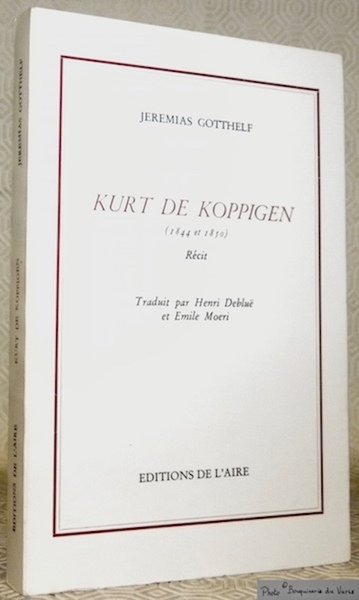 JEREMIAS GOTTHELF
KURT DE KOPPIGEN
(1844 et 1850)
Récit
Traduit par Henri Debluë
et Emile Moeri
EDITIONS DE L'AIRE
JEREMIAS GOTTHELF
KURT DE KOPPIGEN
EDITIONS DE L'AIRE
Photo © Bouquinerie du Varis